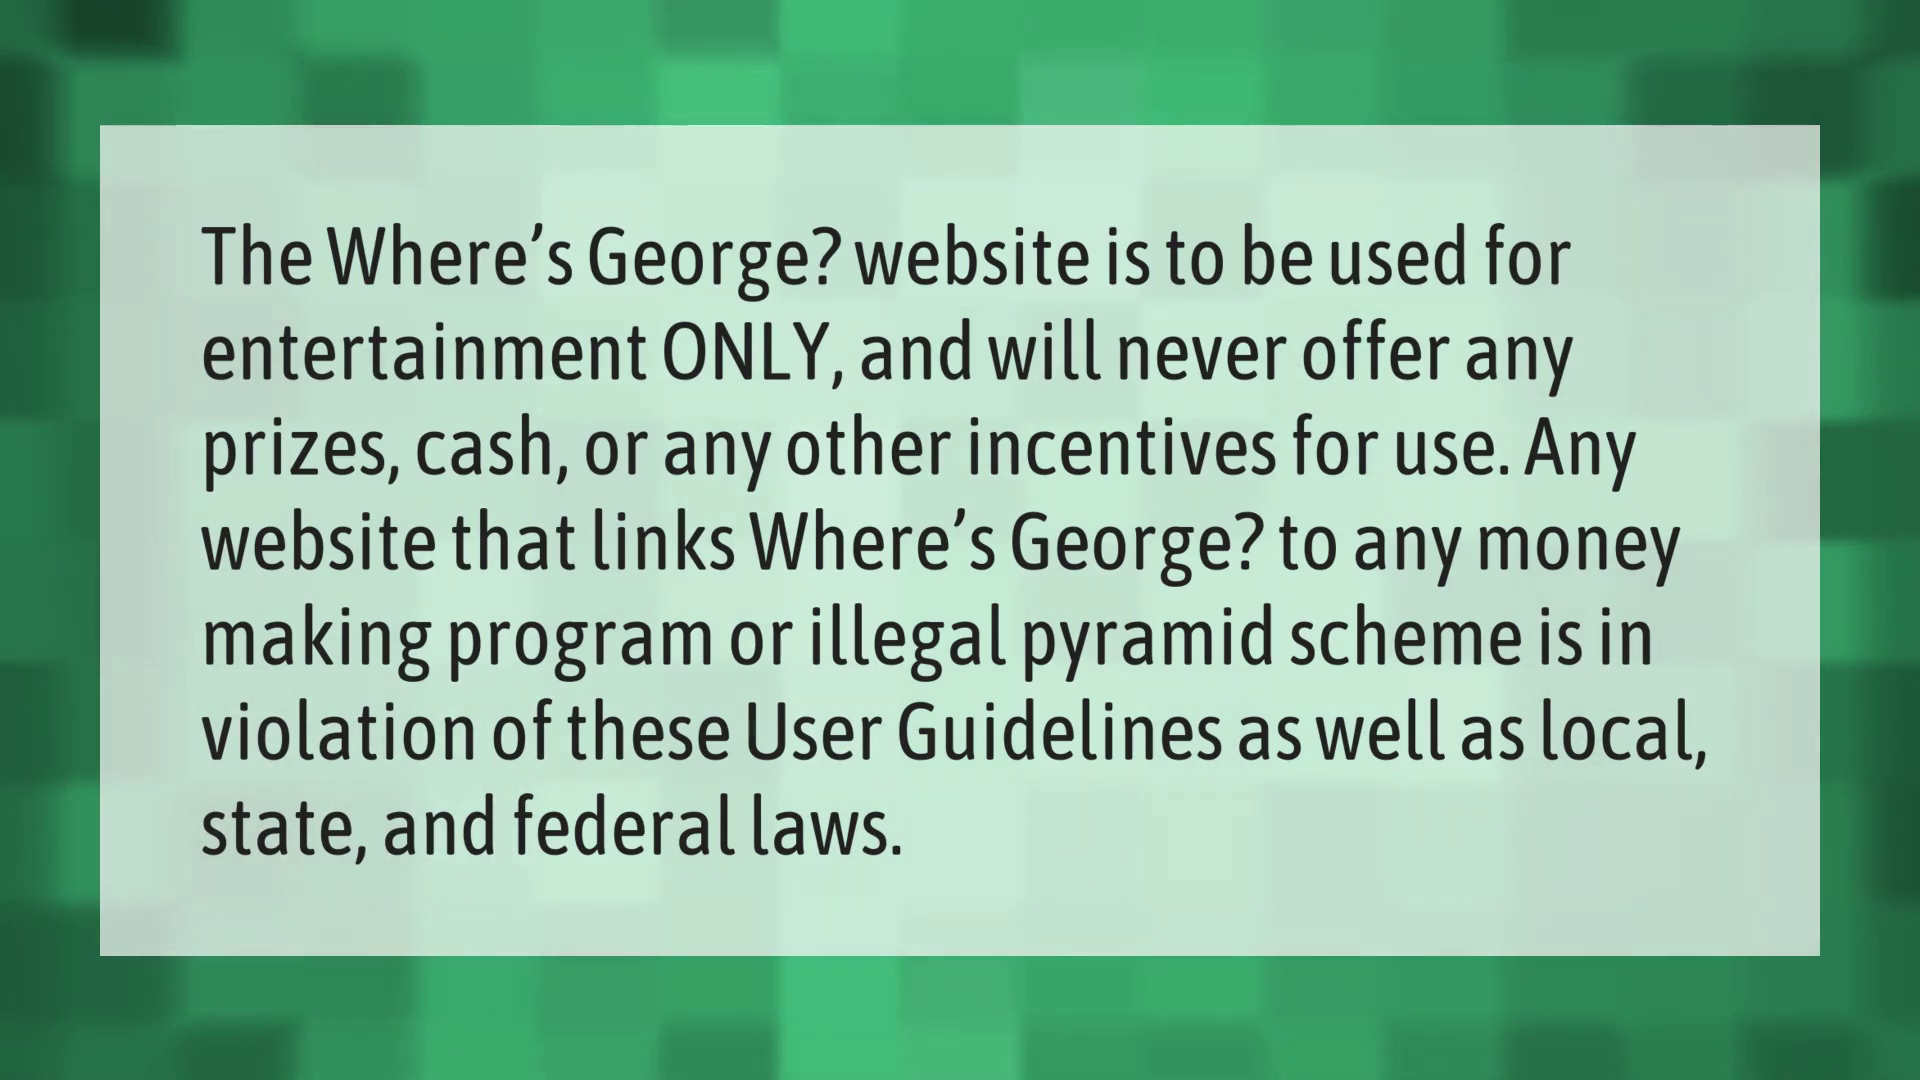 The Where’s George? website is to be used for
entertainment ONLY, and will never offer any
prizes, cash, or any other incentives for use. Any
website that links Where’s George? to any money
making program or illegal pyramid scheme is in
violation of these User Guidelines as well as local,
state, and federal laws.